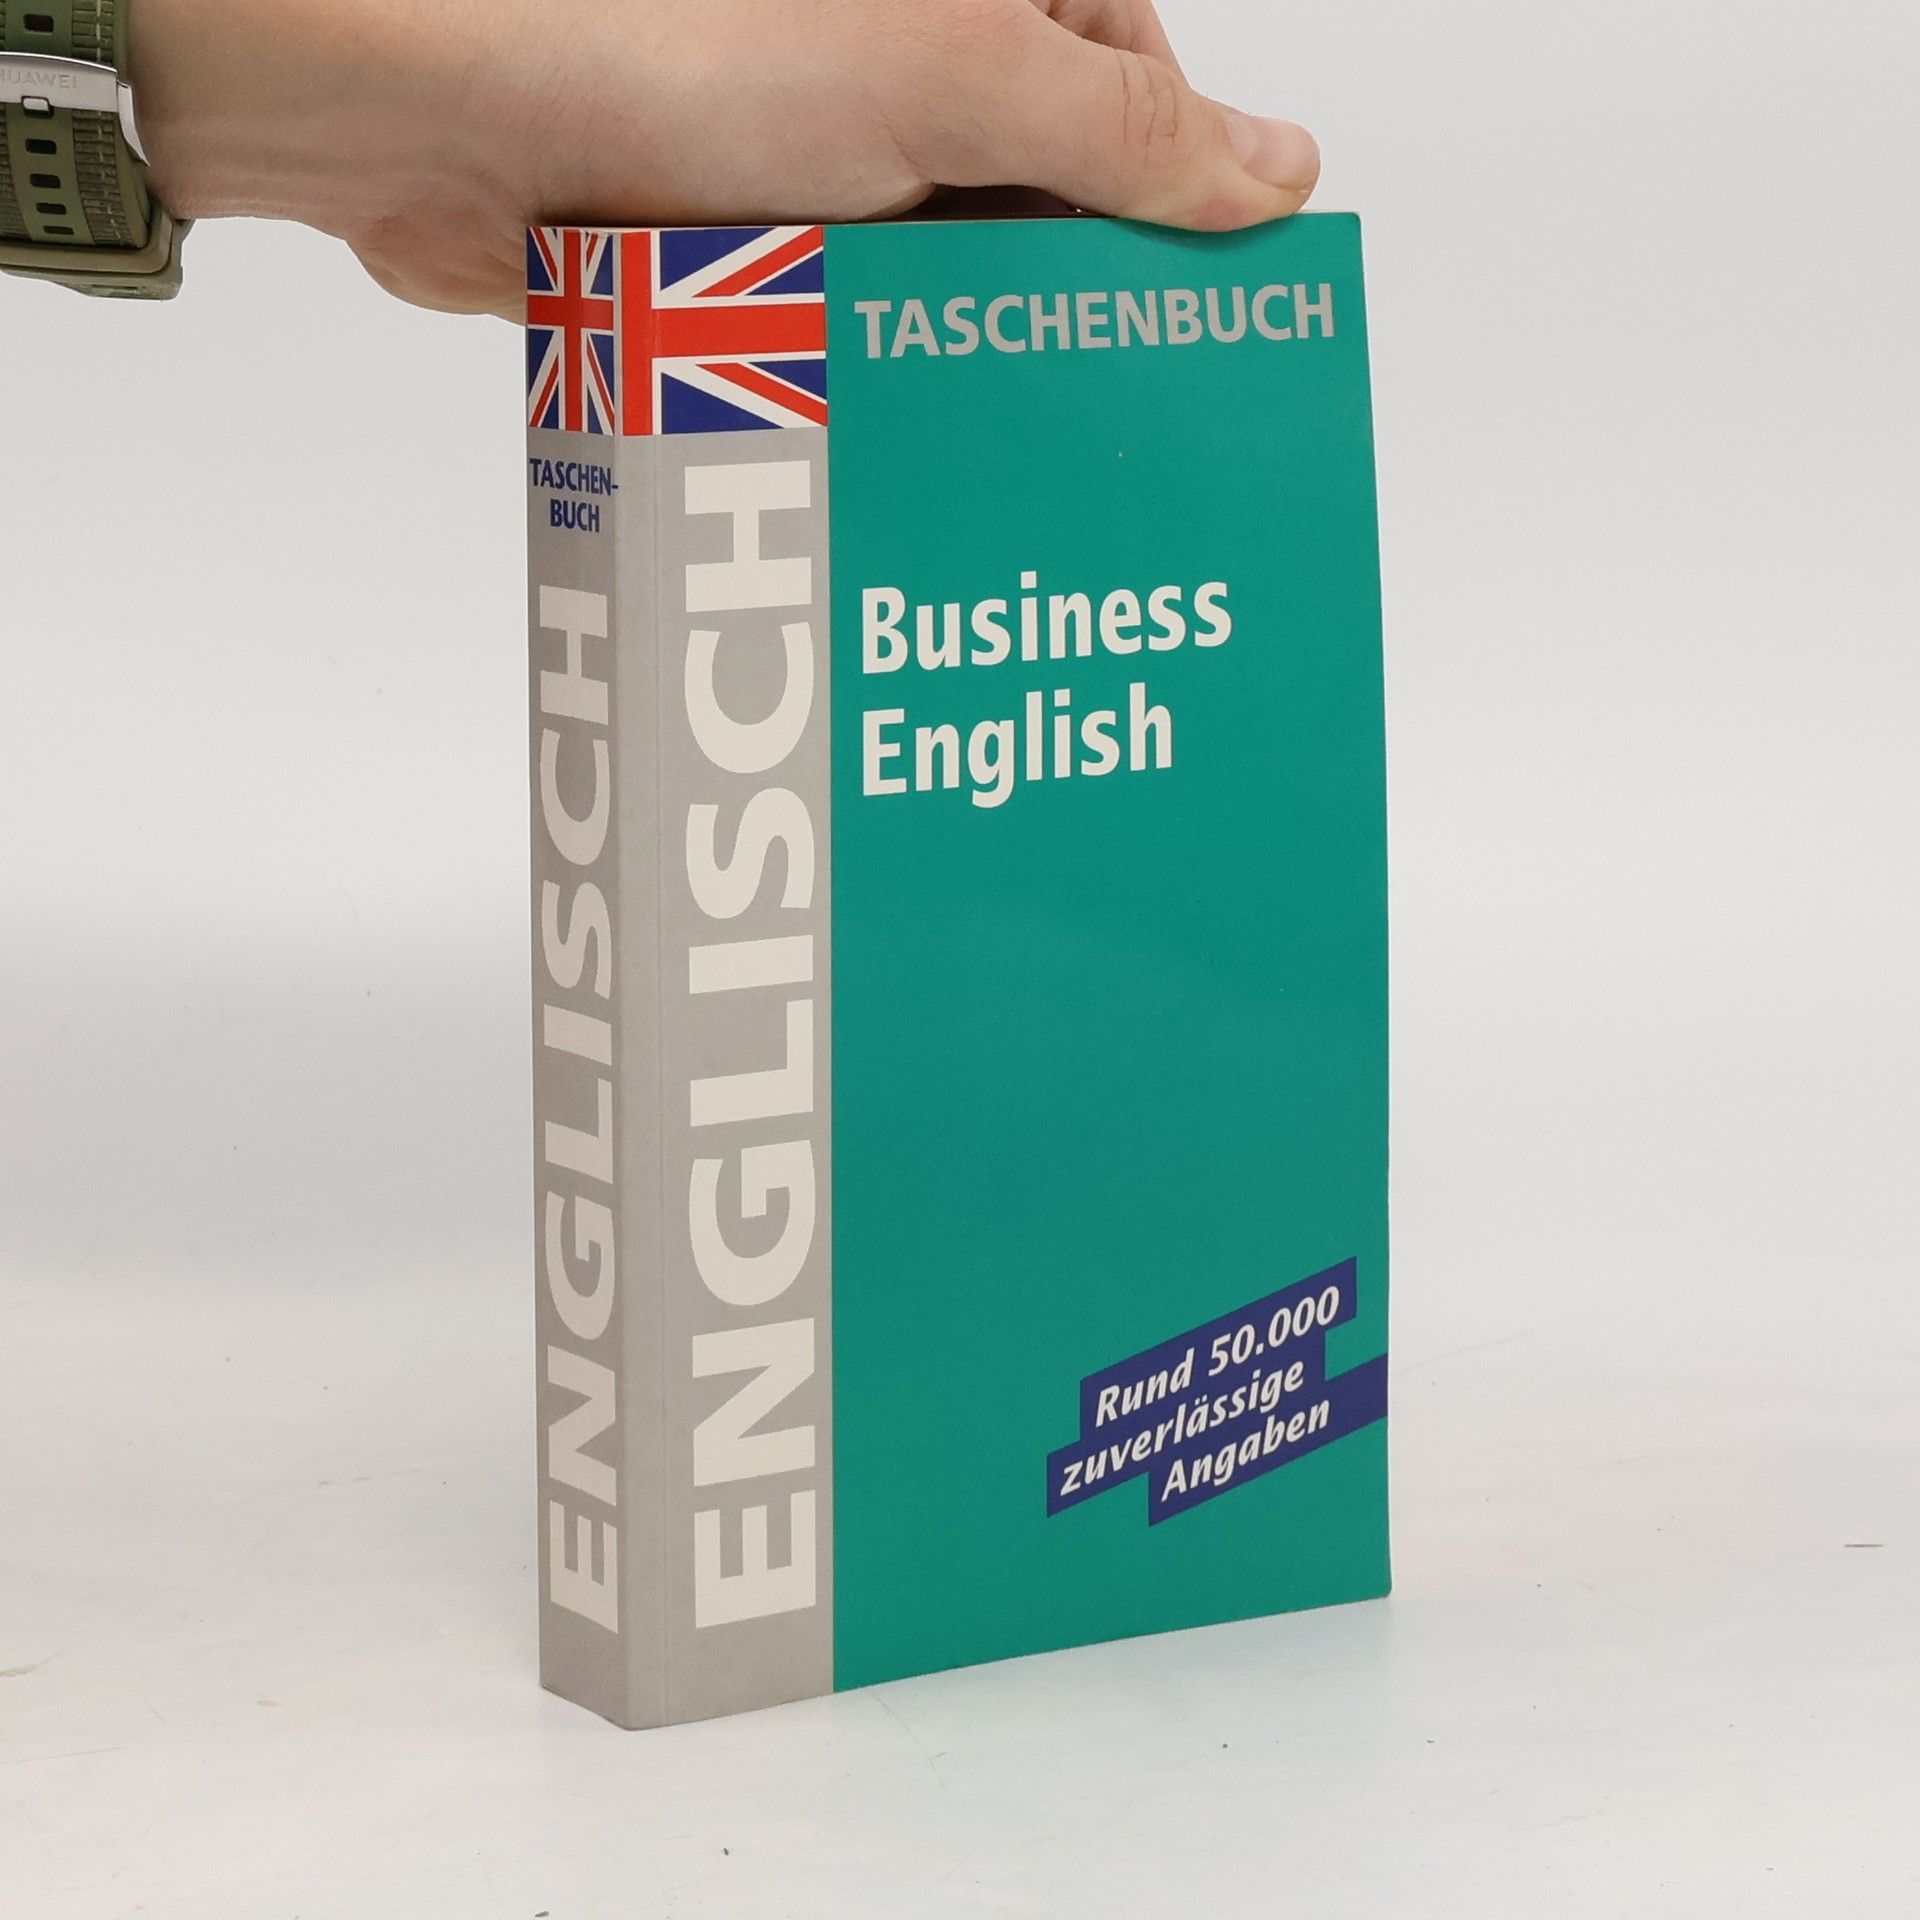 HUAWEI
TASCHEN-
BUCH
ENGLISCH
ENGLISCH
TASCHENBUCH
Business
English
Rund 50.000
zuverlässige
Angaben